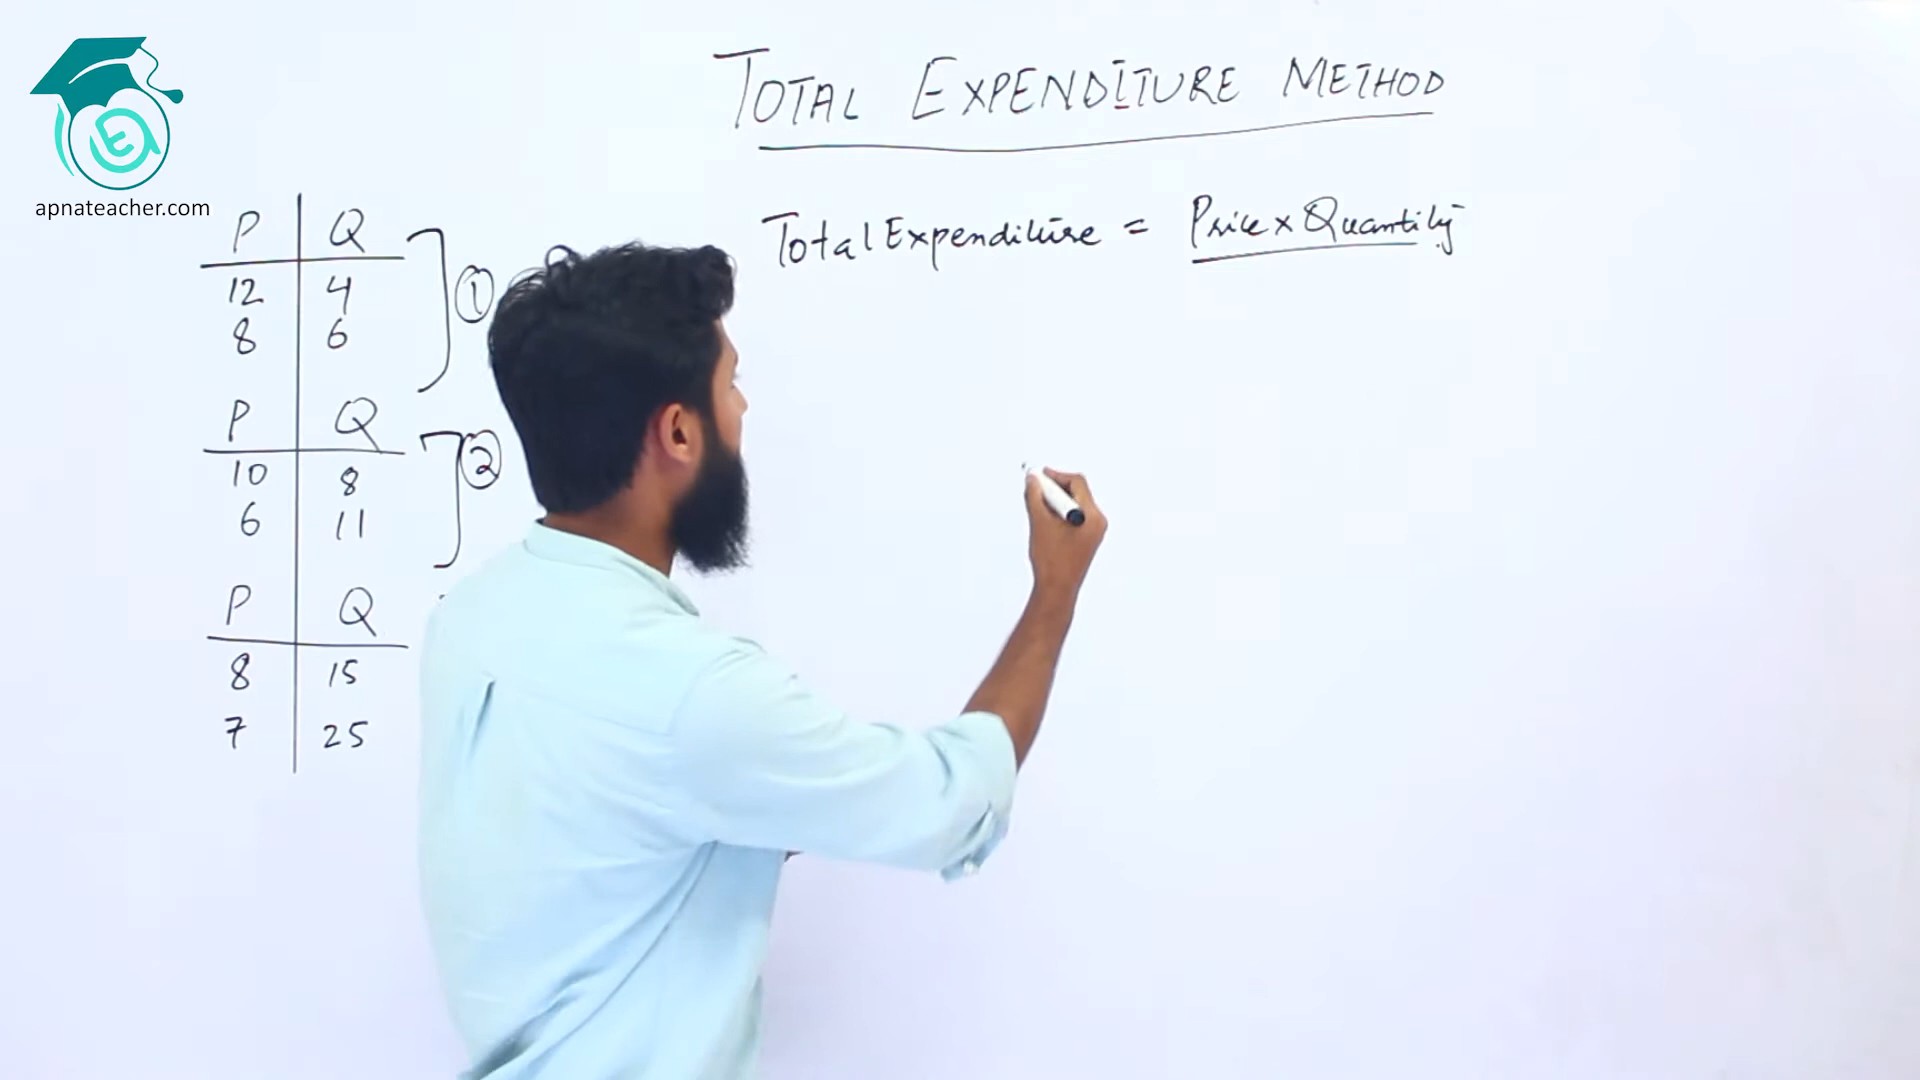 TOTAL EXPENDITURE METHOD
apnateacher.com
Total Expenditure = Price x Quantity
P Q
12 4
8 6
1
P Q
10 8
6 11
2
P Q
8 15
7 25